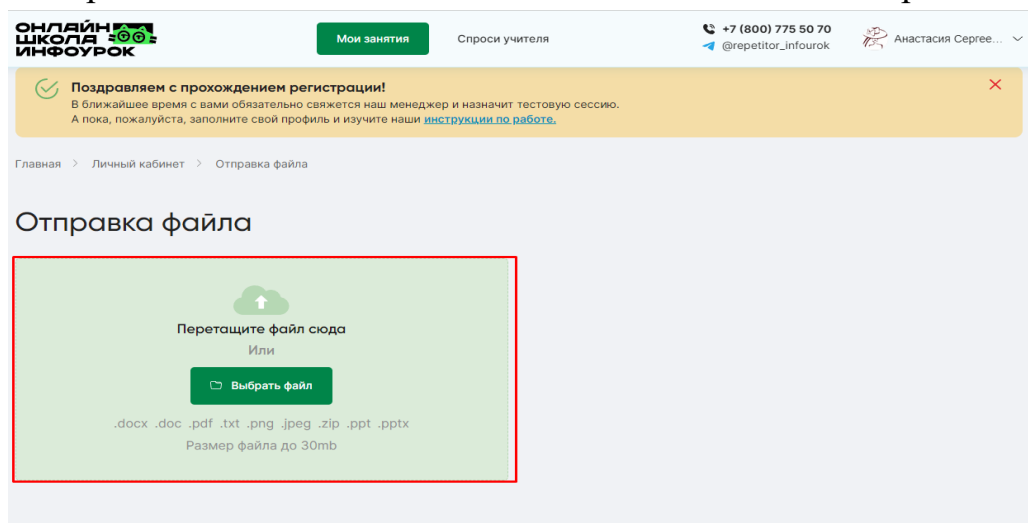 ОНЛАЙН
ШКОЛА
ИНФОУРОК
Мои занятия
Спроси учителя
+7 (800) 775 50 70
@repetitor_infourok
Анастасия Сергее...
Поздравляем с прохождением регистрации!
В ближайшее время с вами обязательно свяжется наш менеджер и назначит тестовую сессию.
А пока, пожалуйста, заполните свой профиль и изучите наши инструкции по работе.
Главная > Личный кабинет > Отправка файла
Отправка файла
Перетащите файл сюда
Или
Выбрать файл
.docx .doc .pdf .txt .png .jpeg .zip .ppt .pptx
Размер файла до 30mb